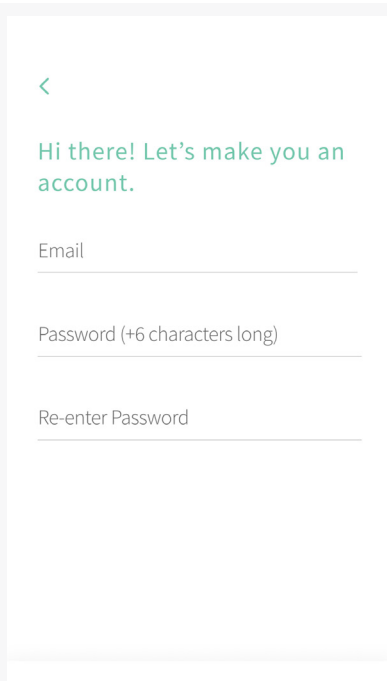 Hi there! Let’s make you an
account.
Email
Password (+6 characters long)
Re-enter Password